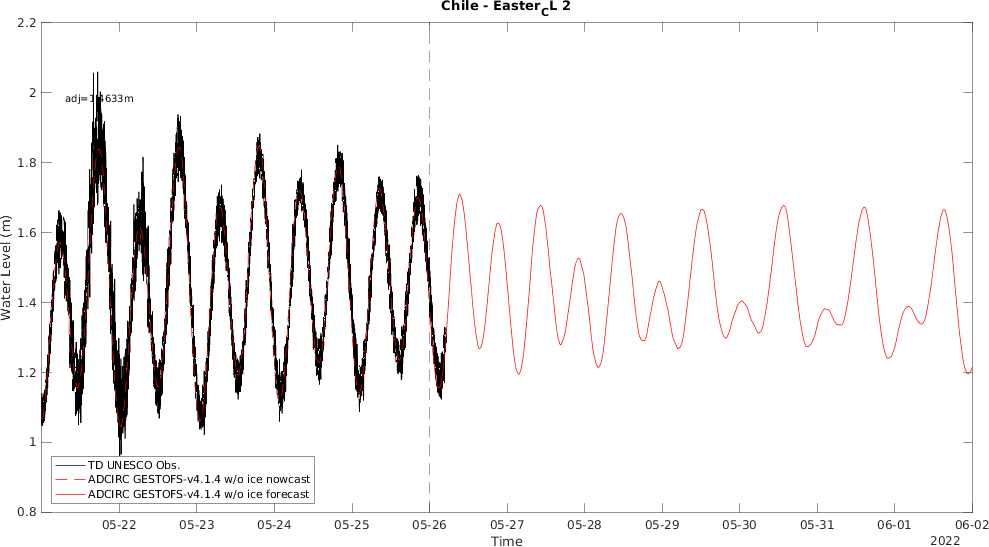 Chile - Easter_CL 2
2.2
2
1.8
1.6
1.4
1.2
1
0.8
Water Level (m)
adj=1.4633m
TD UNESCO Obs.
ADCIRC GESTOFS-v4.1.4 w/o ice nowcast
ADCIRC GESTOFS-v4.1.4 w/o ice forecast
05-22 05-23 05-24 05-25 05-26 05-27 05-28 05-29 05-30 05-31 06-01 06-02
Time
2022